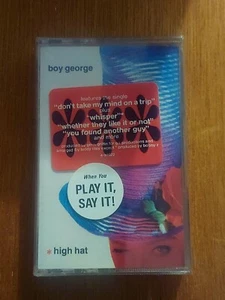 boy george
features the single
"don't take my mind on a trip"
plus
"whisper"
"whether they like it or not"
"you found another guy"
and more
When You
PLAY IT,
SAY IT!
* high hat